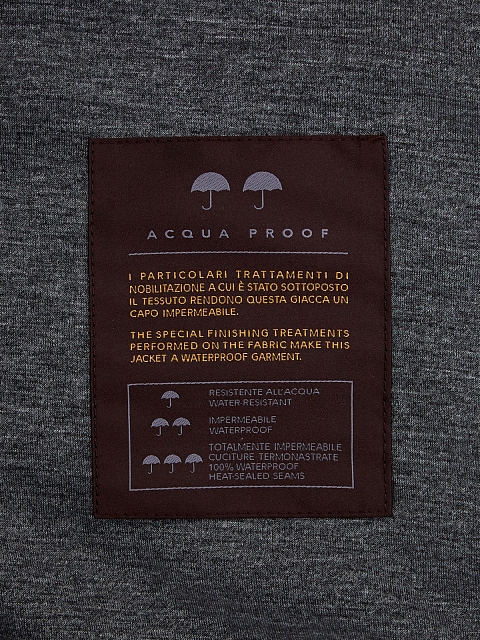 ACQUA PROOF
I PARTICOLARI TRATTAMENTI DI
NOBILITAZIONE A CUI È STATO SOTTOPOSTO
IL TESSUTO RENDONO QUESTA GIACCA UN
CAPO IMPERMEABILE.
THE SPECIAL FINISHING TREATMENTS
PERFORMED ON THE FABRIC MAKE THIS
JACKET A WATERPROOF GARMENT.
RESISTENTE ALL'ACQUA
WATER-RESISTANT
IMPERMEABILE
WATERPROOF
TOTALMENTE IMPERMEABILE
CUCITURE TERMONASTRATE
100% WATERPROOF
HEAT-SEALED SEAMS